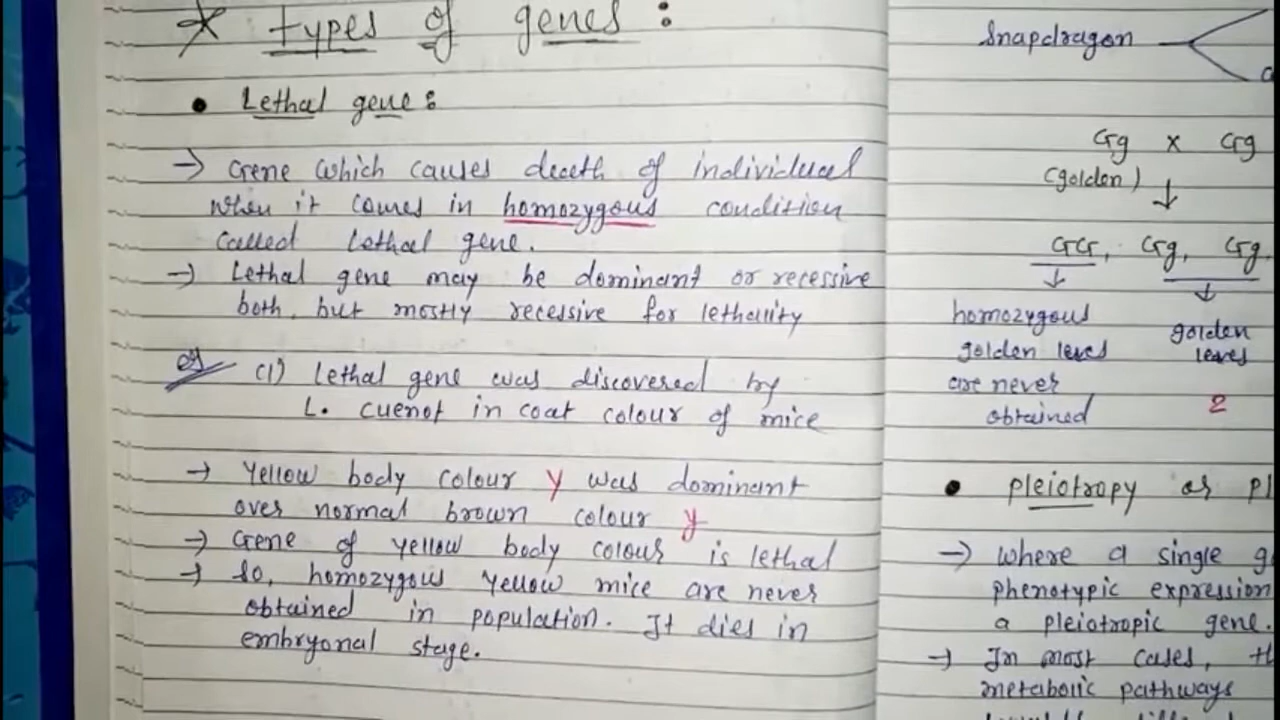 * Types of genes :
• Lethal gene :
→ Gene which causes death of individual
when it comes in homozygous condition
called lethal gene.
→ Lethal gene may be dominant or recessive
both, but mostly recessive for lethality
eg (1) Lethal gene was discovered by
L. cuenot in coat colour of mice
→ Yellow body colour Y was dominant
over normal brown colour y
→ Gene of yellow body colour is lethal
→ So, homozygous yellow mice are never
obtained in population. It dies in
embryonal stage.
Snapdragon
Gg x Gg
(golden) ↓
GG, Gg, Gg,
↓ ↓
homozygous golden
golden leves leves
are never
obtained 2
• pleiotropy or pl
→ where a single g
phenotypic expression
a pleiotropic gene.
→ In most cases, th
metabolic pathways